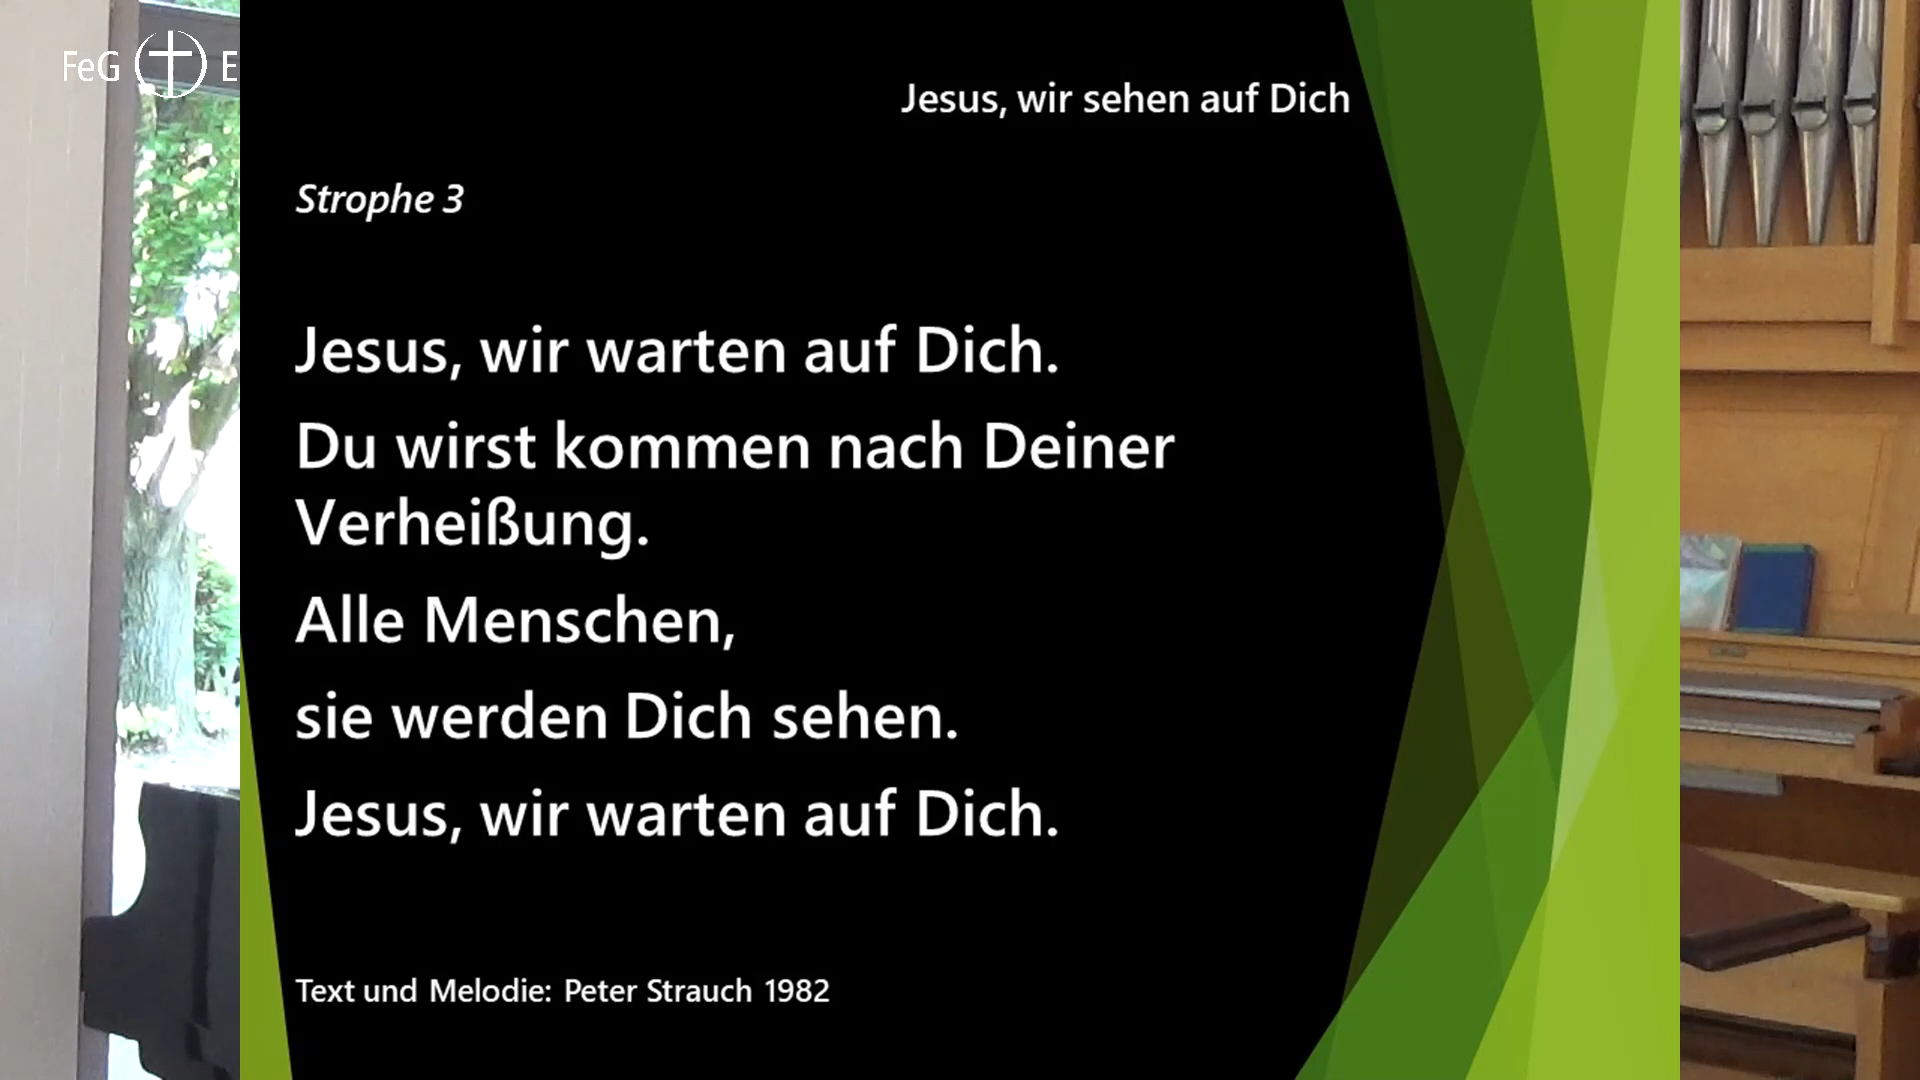 FeG E
Jesus, wir sehen auf Dich
Strophe 3
Jesus, wir warten auf Dich.
Du wirst kommen nach Deiner
Verheißung.
Alle Menschen,
sie werden Dich sehen.
Jesus, wir warten auf Dich.
Text und Melodie: Peter Strauch 1982